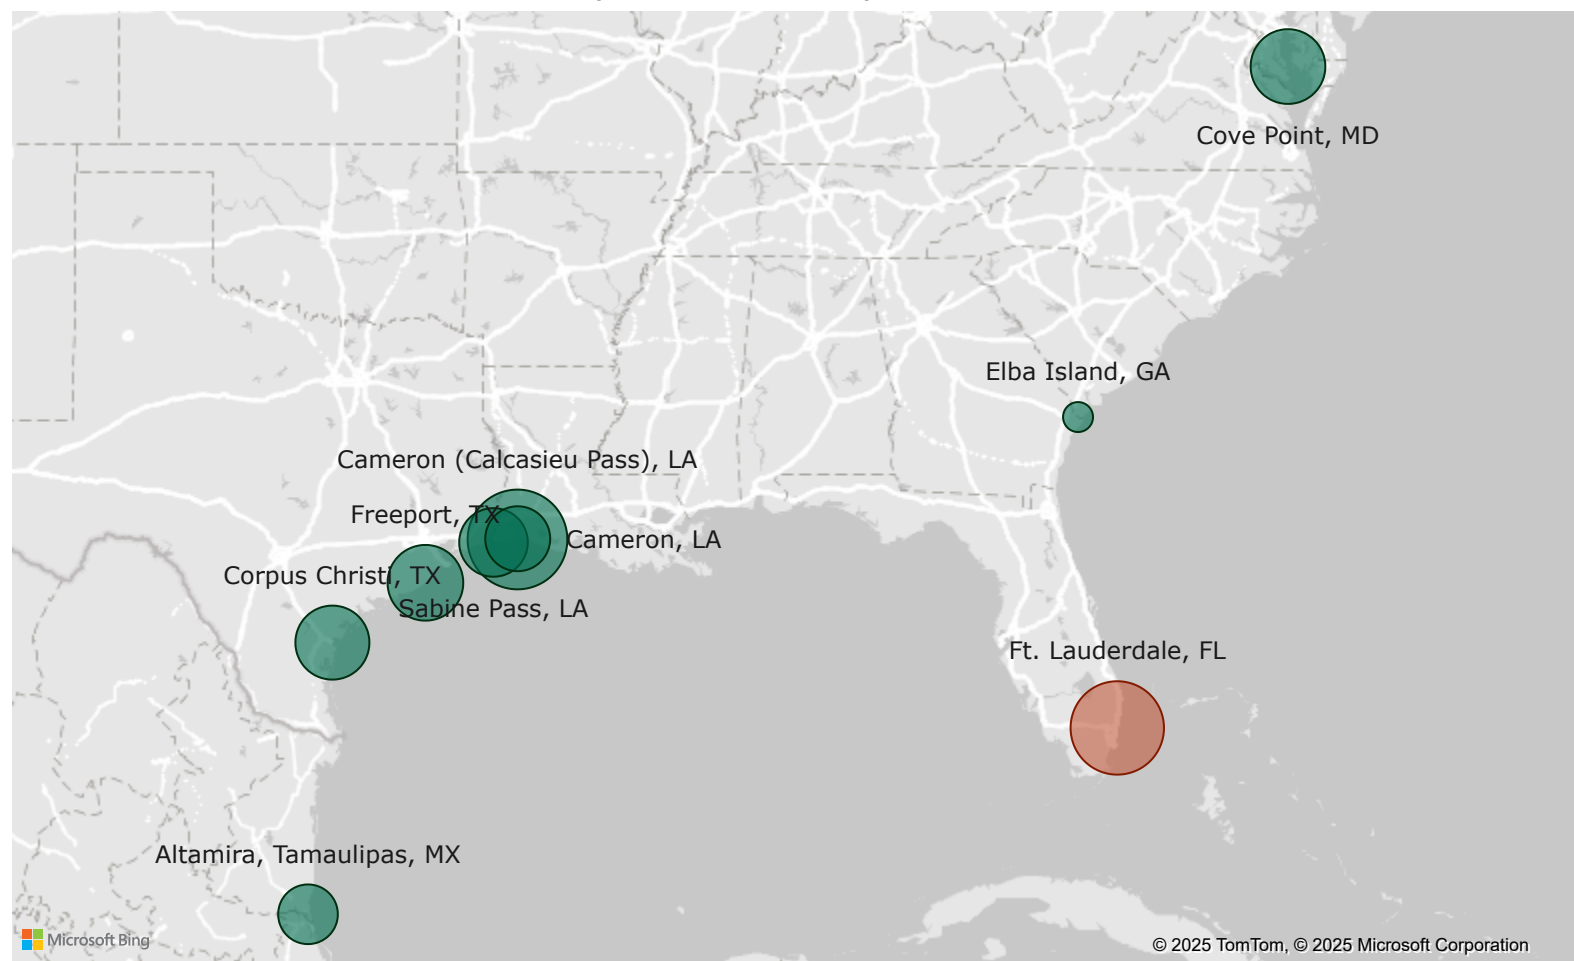 Cove Point, MD
Elba Island, GA
Cameron (Calcasieu Pass), LA
Freeport, TX
Cameron, LA
Corpus Christi, TX
Sabine Pass, LA
Ft. Lauderdale, FL
Altamira, Tamaulipas, MX
Microsoft Bing
© 2025 TomTom, © 2025 Microsoft Corporation